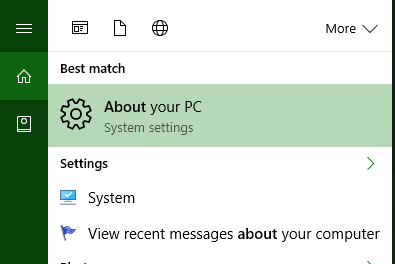 More
Best match
About your PC
System settings
Settings
System
View recent messages about your computer